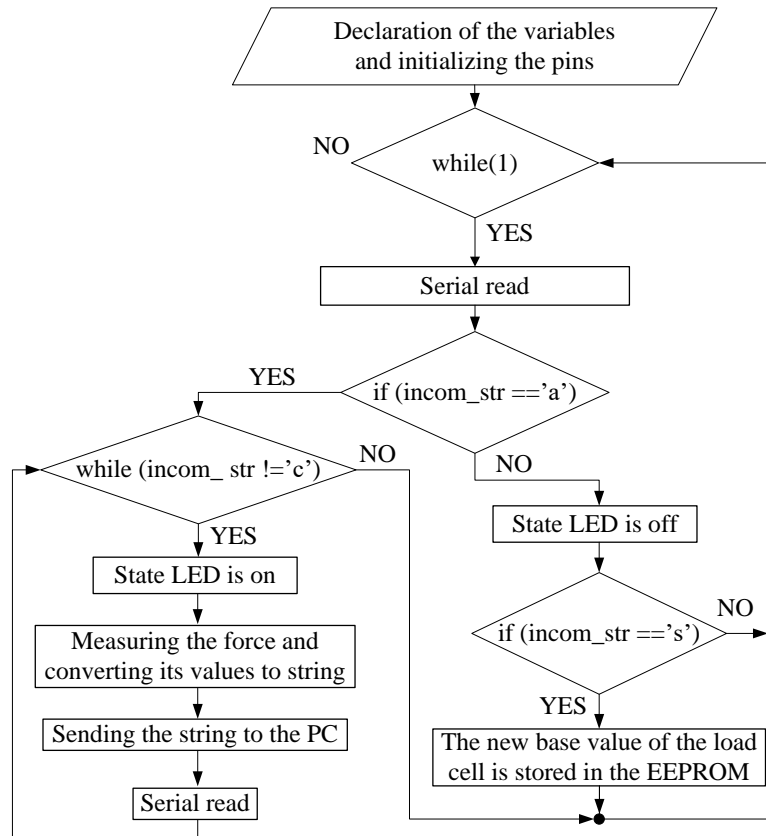 Declaration of the variables
and initializing the pins
NO
while(1)
YES
Serial read
YES
if (incom_str =='a')
while (incom_ str !='c')
NO
NO
YES
State LED is off
State LED is on
if (incom_str =='s')
NO
Measuring the force and
converting its values to string
YES
Sending the string to the PC
The new base value of the load
cell is stored in the EEPROM
Serial read